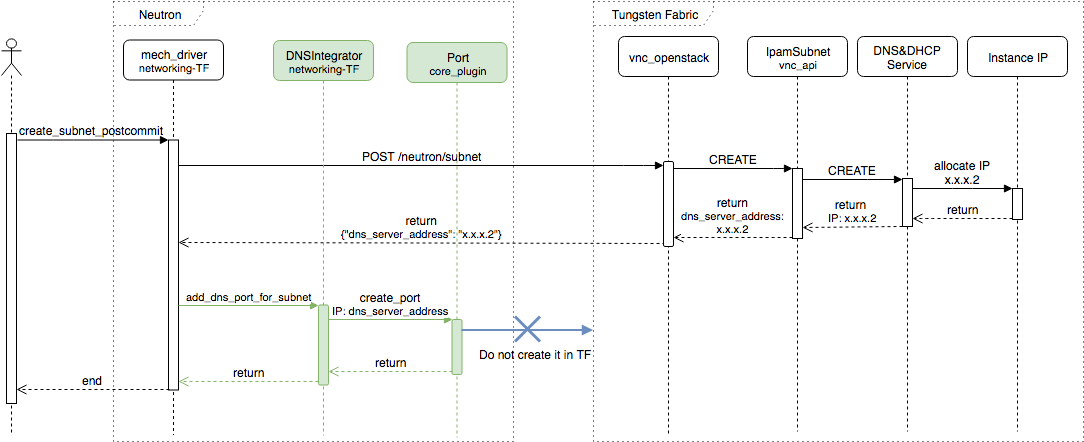 Neutron
Tungsten Fabric
mech_driver
networking-TF
DNSIntegrator
networking-TF
Port
core_plugin
vnc_openstack
IpamSubnet
vnc_api
DNS&DHCP
Service
Instance IP
create_subnet_postcommit
POST /neutron/subnet
CREATE
CREATE
allocate IP
x.x.x.2
return
return
IP: x.x.x.2
return
dns_server_address:
x.x.x.2
return
{"dns_server_address": "x.x.x.2"}
add_dns_port_for_subnet
create_port
IP: dns_server_address
Do not create it in TF
return
return
end